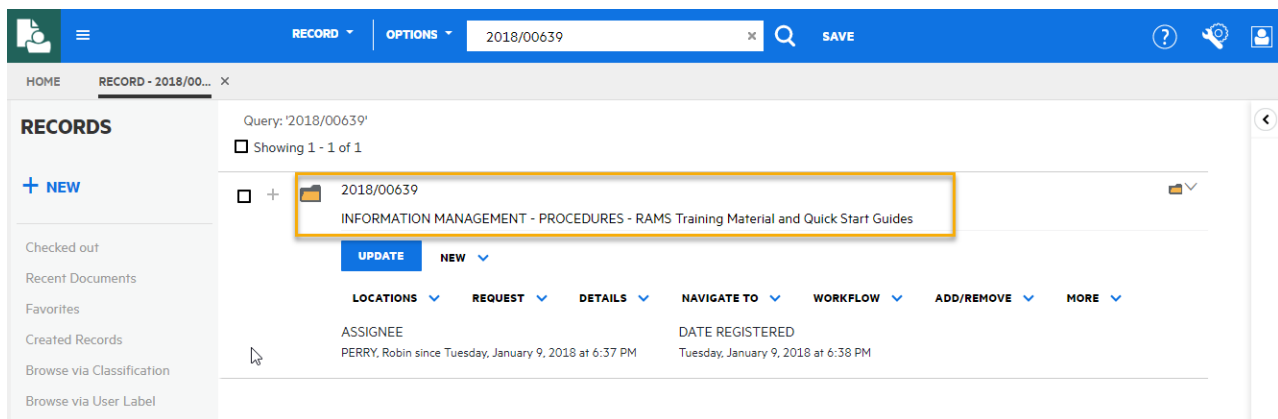 RECORD OPTIONS 2018/00639 × SAVE
HOME RECORD - 2018/00... ×
RECORDS
+ NEW
Checked out
Recent Documents
Favorites
Created Records
Browse via Classification
Browse via User Label
Query: '2018/00639'
Showing 1 - 1 of 1
2018/00639
INFORMATION MANAGEMENT - PROCEDURES - RAMS Training Material and Quick Start Guides
UPDATE NEW
LOCATIONS REQUEST DETAILS NAVIGATE TO WORKFLOW ADD/REMOVE MORE
ASSIGNEE DATE REGISTERED
PERRY, Robin since Tuesday, January 9, 2018 at 6:37 PM Tuesday, January 9, 2018 at 6:38 PM